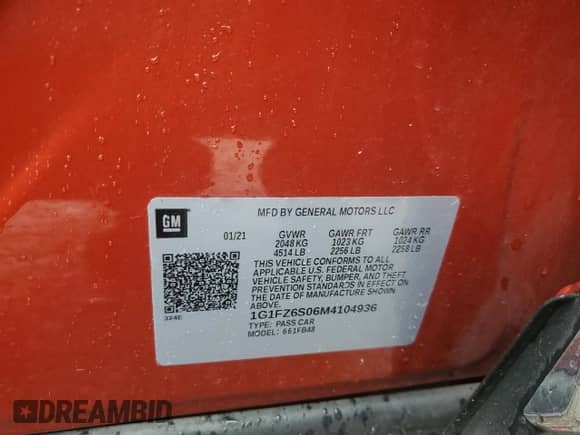 MFD BY GENERAL MOTORS LLC
GM
01/21 GVWR GAWR FRT GAWR RR
2048 KG 1023 KG 1024 KG
4514 LB 2256 LB 2258 LB
THIS VEHICLE CONFORMS TO ALL
APPLICABLE U.S. FEDERAL MOTOR
VEHICLE SAFETY, BUMPER, AND THEFT
PREVENTION STANDARDS IN EFFECT ON
THE DATE OF MANUFACTURE SHOWN
ABOVE.
1G1FZ6S06M4104936
TYPE: PASS CAR
MODEL: 661FB48
DREAMBID